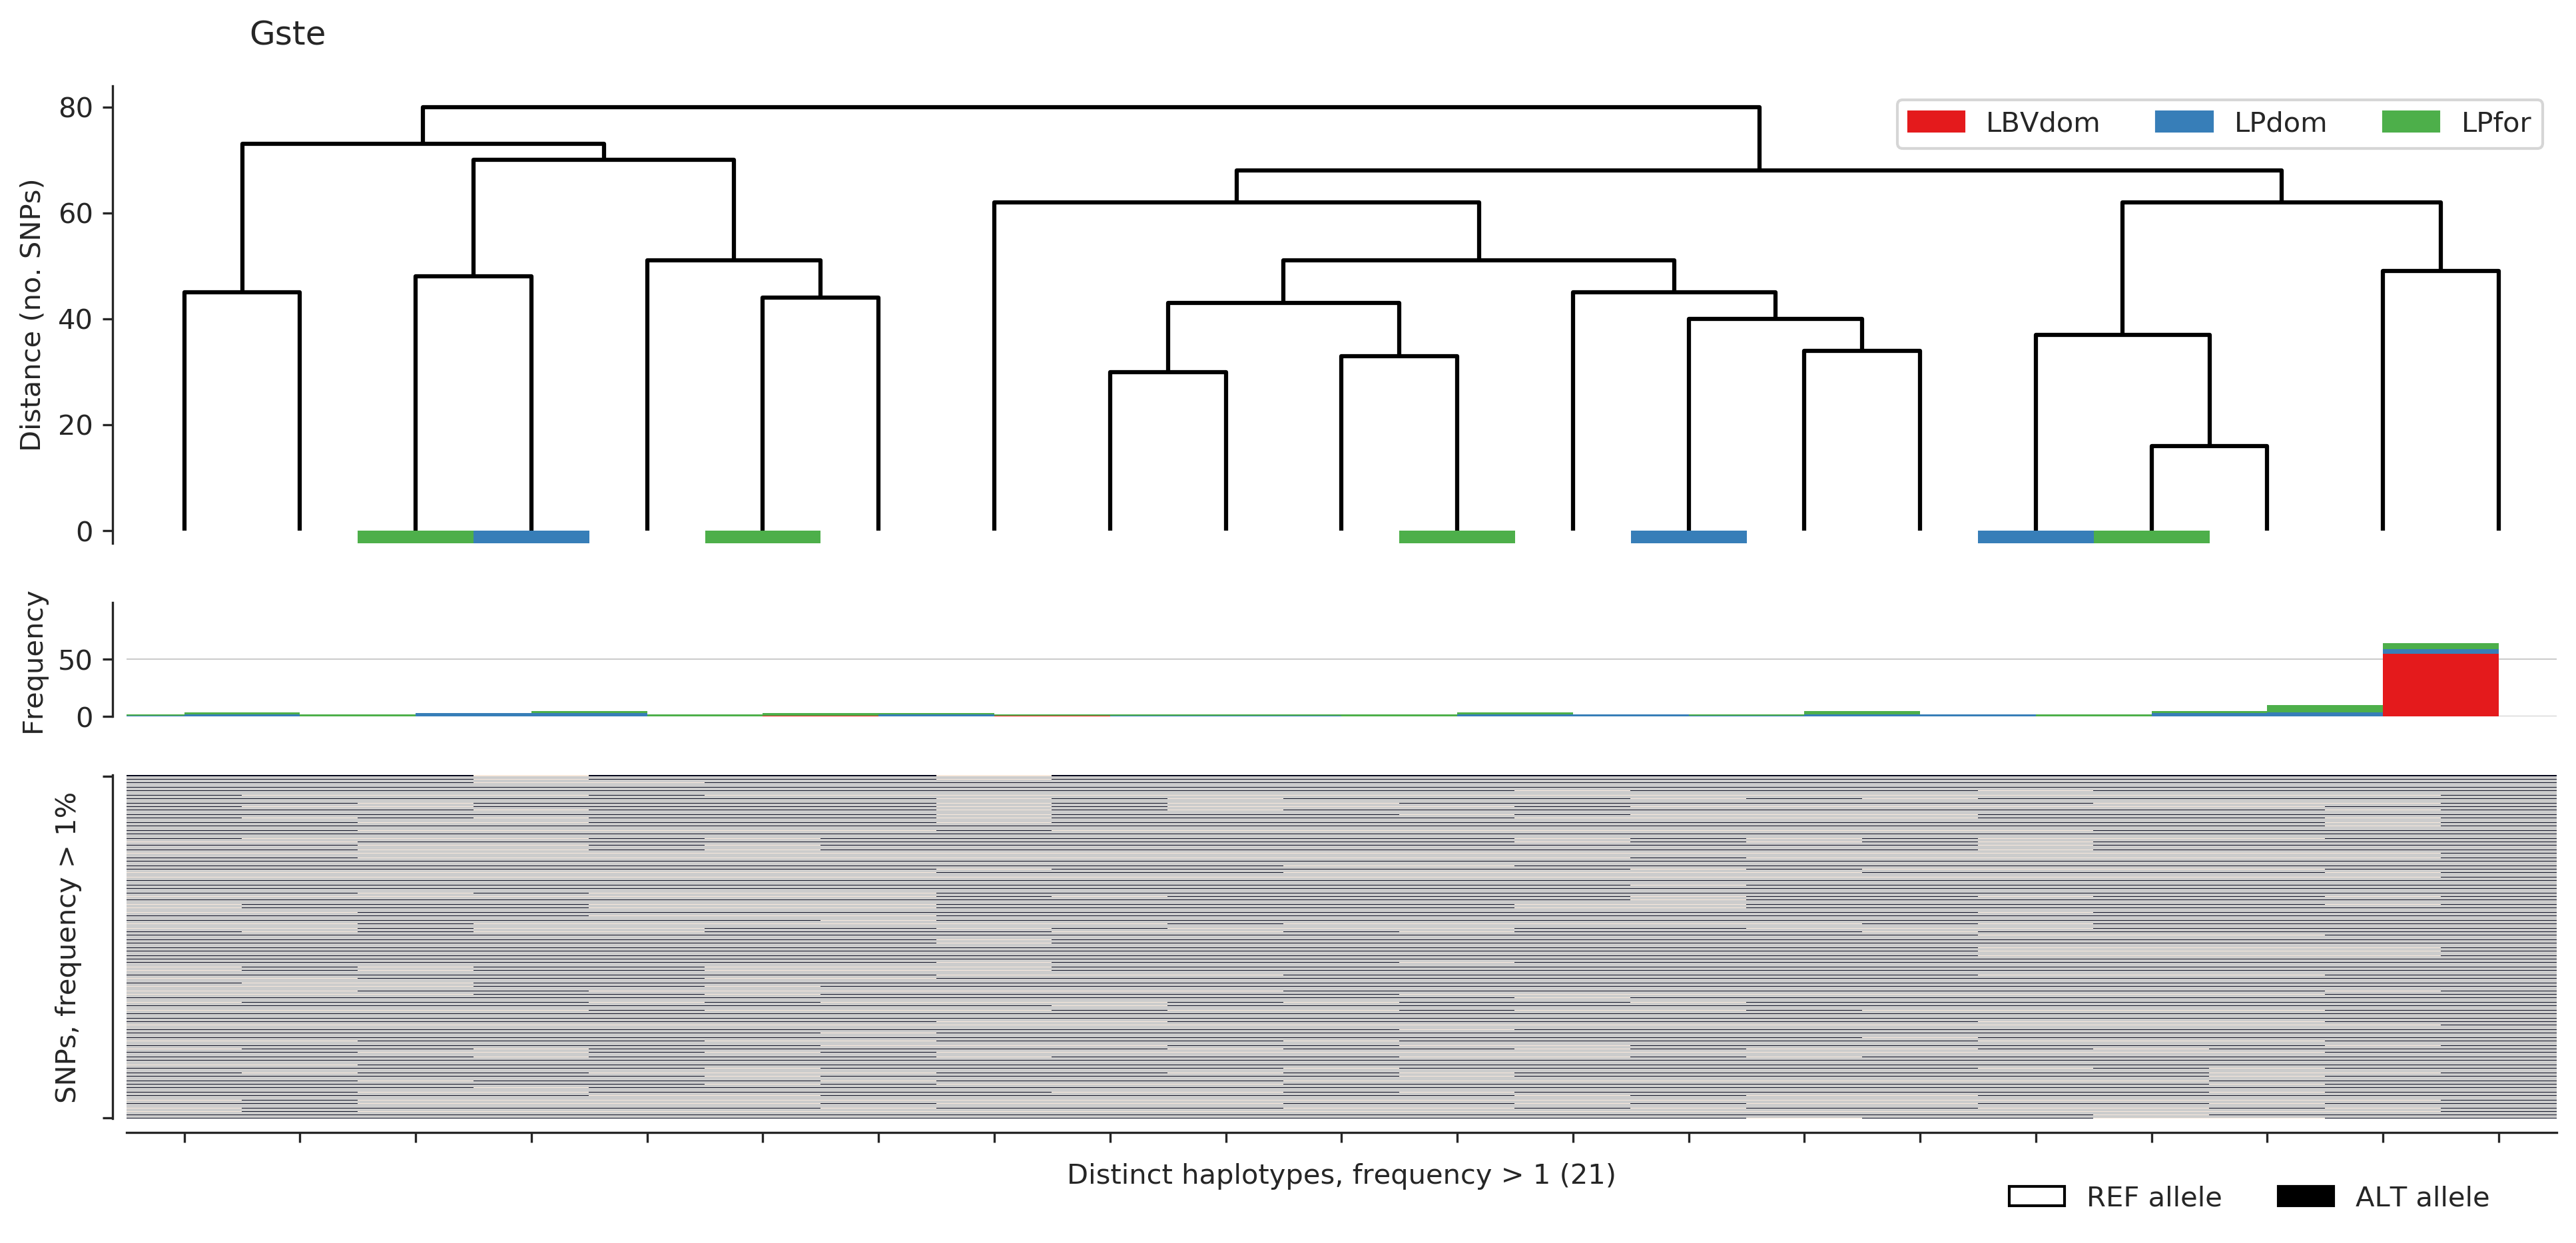 Gste
80
60
40
20
0
Distance (no. SNPs)
LBVdom LPdom LPfor
50
0
Frequency
SNPs, frequency > 1%
Distinct haplotypes, frequency > 1 (21)
REF allele ALT allele